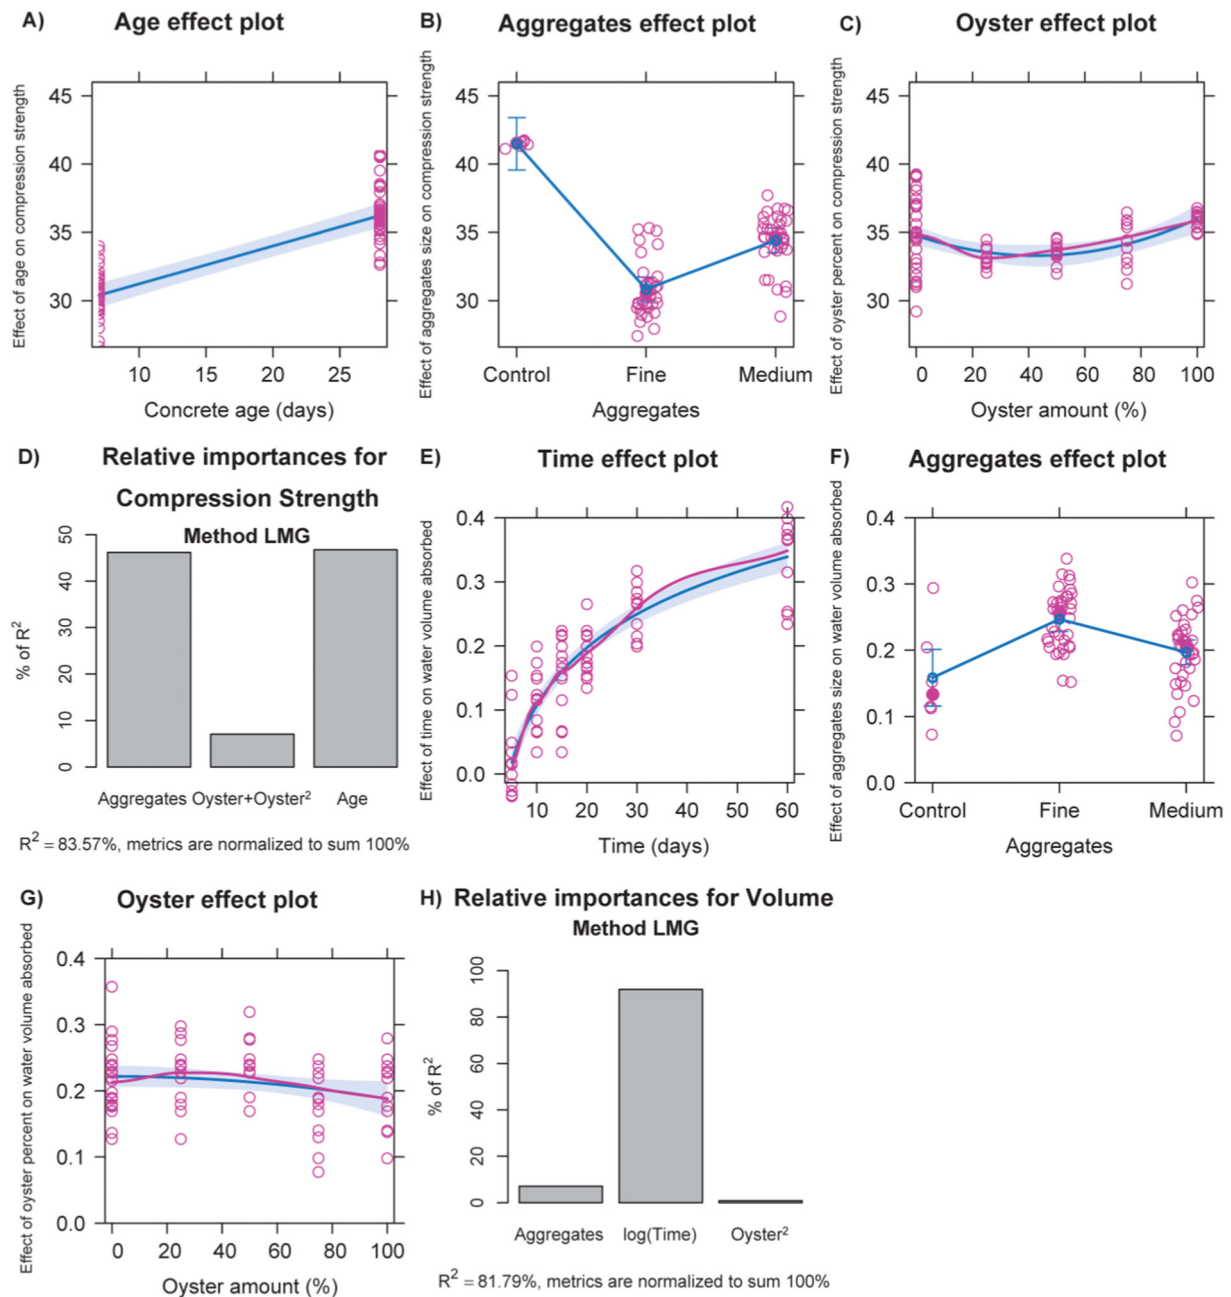 A) Age effect plot
Effect of age on compression strength
45
40
35
30
10 15 20 25
Concrete age (days)
B) Aggregates effect plot
Effect of aggregates size on compression strength
45
40
35
30
Control Fine Medium
Aggregates
C) Oyster effect plot
Effect of oyster percent on compression strength
45
40
35
30
0 20 40 60 80 100
Oyster amount (%)
D) Relative importances for
Compression Strength
Method LMG
% of R²
50
40
30
20
10
0
Aggregates Oyster+Oyster² Age
R² = 83.57%, metrics are normalized to sum 100%
E) Time effect plot
Effect of time on water volume absorbed
0.4
0.3
0.2
0.1
0.0
10 20 30 40 50 60
Time (days)
F) Aggregates effect plot
Effect of aggregates size on water volume absorbed
0.4
0.3
0.2
0.1
0.0
Control Fine Medium
Aggregates
G) Oyster effect plot
Effect of oyster percent on water volume absorbed
0.4
0.3
0.2
0.1
0.0
0 20 40 60 80 100
Oyster amount (%)
H) Relative importances for Volume
Method LMG
% of R²
100
80
60
40
20
0
Aggregates log(Time) Oyster²
R² = 81.79%, metrics are normalized to sum 100%